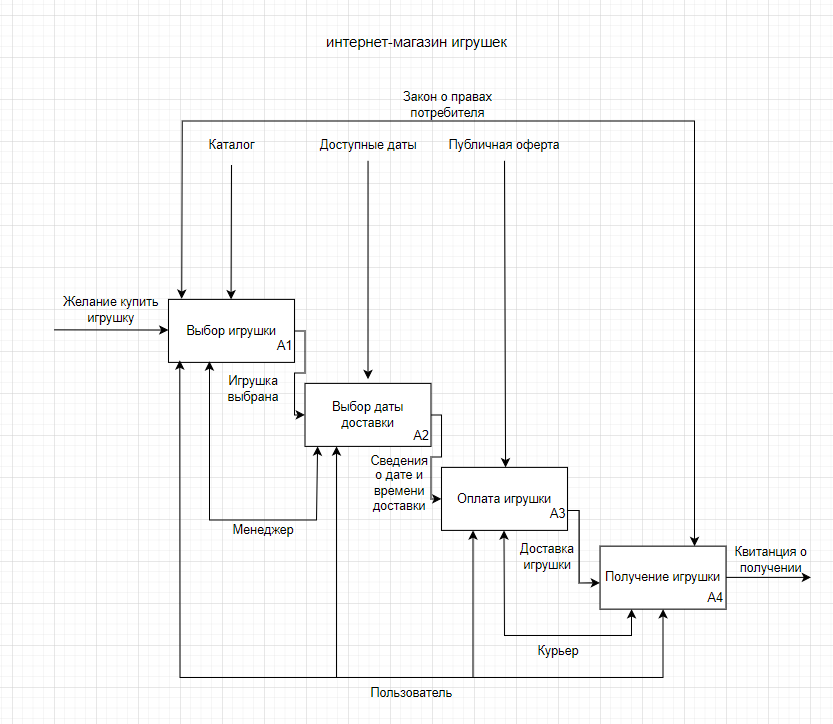 интернет-магазин игрушек
Закон о правах
потребителя
Каталог
Доступные даты
Публичная оферта
Желание купить
игрушку
Выбор игрушки
A1
Игрушка
выбрана
Выбор даты
доставки
A2
Сведения
о дате и
времени
доставки
Оплата игрушки
A3
Менеджер
Доставка
игрушки
Получение игрушки
A4
Квитанция о
получении
Курьер
Пользователь